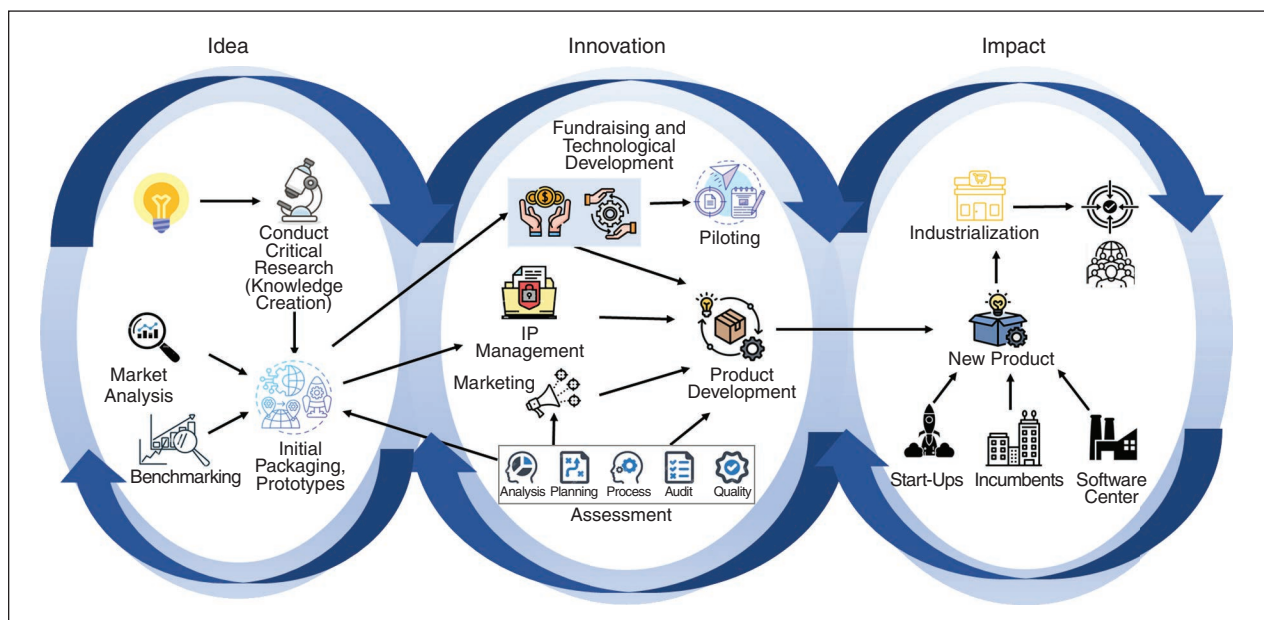 Idea
Innovation
Impact
Conduct
Critical
Research
(Knowledge
Creation)
Market
Analysis
Benchmarking
Initial
Packaging,
Prototypes
Fundraising and
Technological
Development
$
Piloting
IP
Management
Marketing
Product
Development
Analysis
Planning
Process
Audit
Quality
Assessment
Industrialization
New Product
Start-Ups
Incumbents
Software
Center